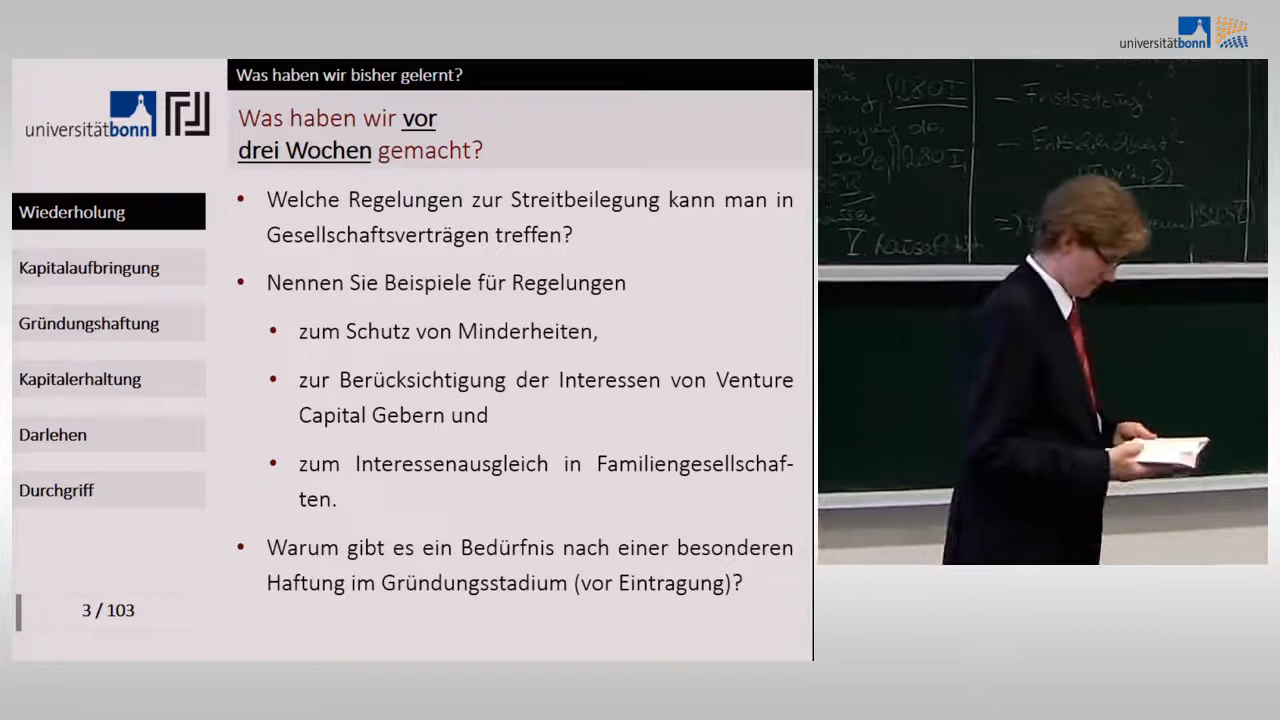 universitätbonn
Was haben wir bisher gelernt?
universitätbonn
Was haben wir vor
drei Wochen gemacht?
Wiederholung
Kapitalaufbringung
Gründungshaftung
Kapitalerhaltung
Darlehen
Durchgriff
3 / 103
• Welche Regelungen zur Streitbeilegung kann man in
Gesellschaftsverträgen treffen?
• Nennen Sie Beispiele für Regelungen
• zum Schutz von Minderheiten,
• zur Berücksichtigung der Interessen von Venture
Capital Gebern und
• zum Interessenausgleich in Familiengesellschaf-
ten.
• Warum gibt es ein Bedürfnis nach einer besonderen
Haftung im Gründungsstadium (vor Eintragung)?
– Fristsetzung